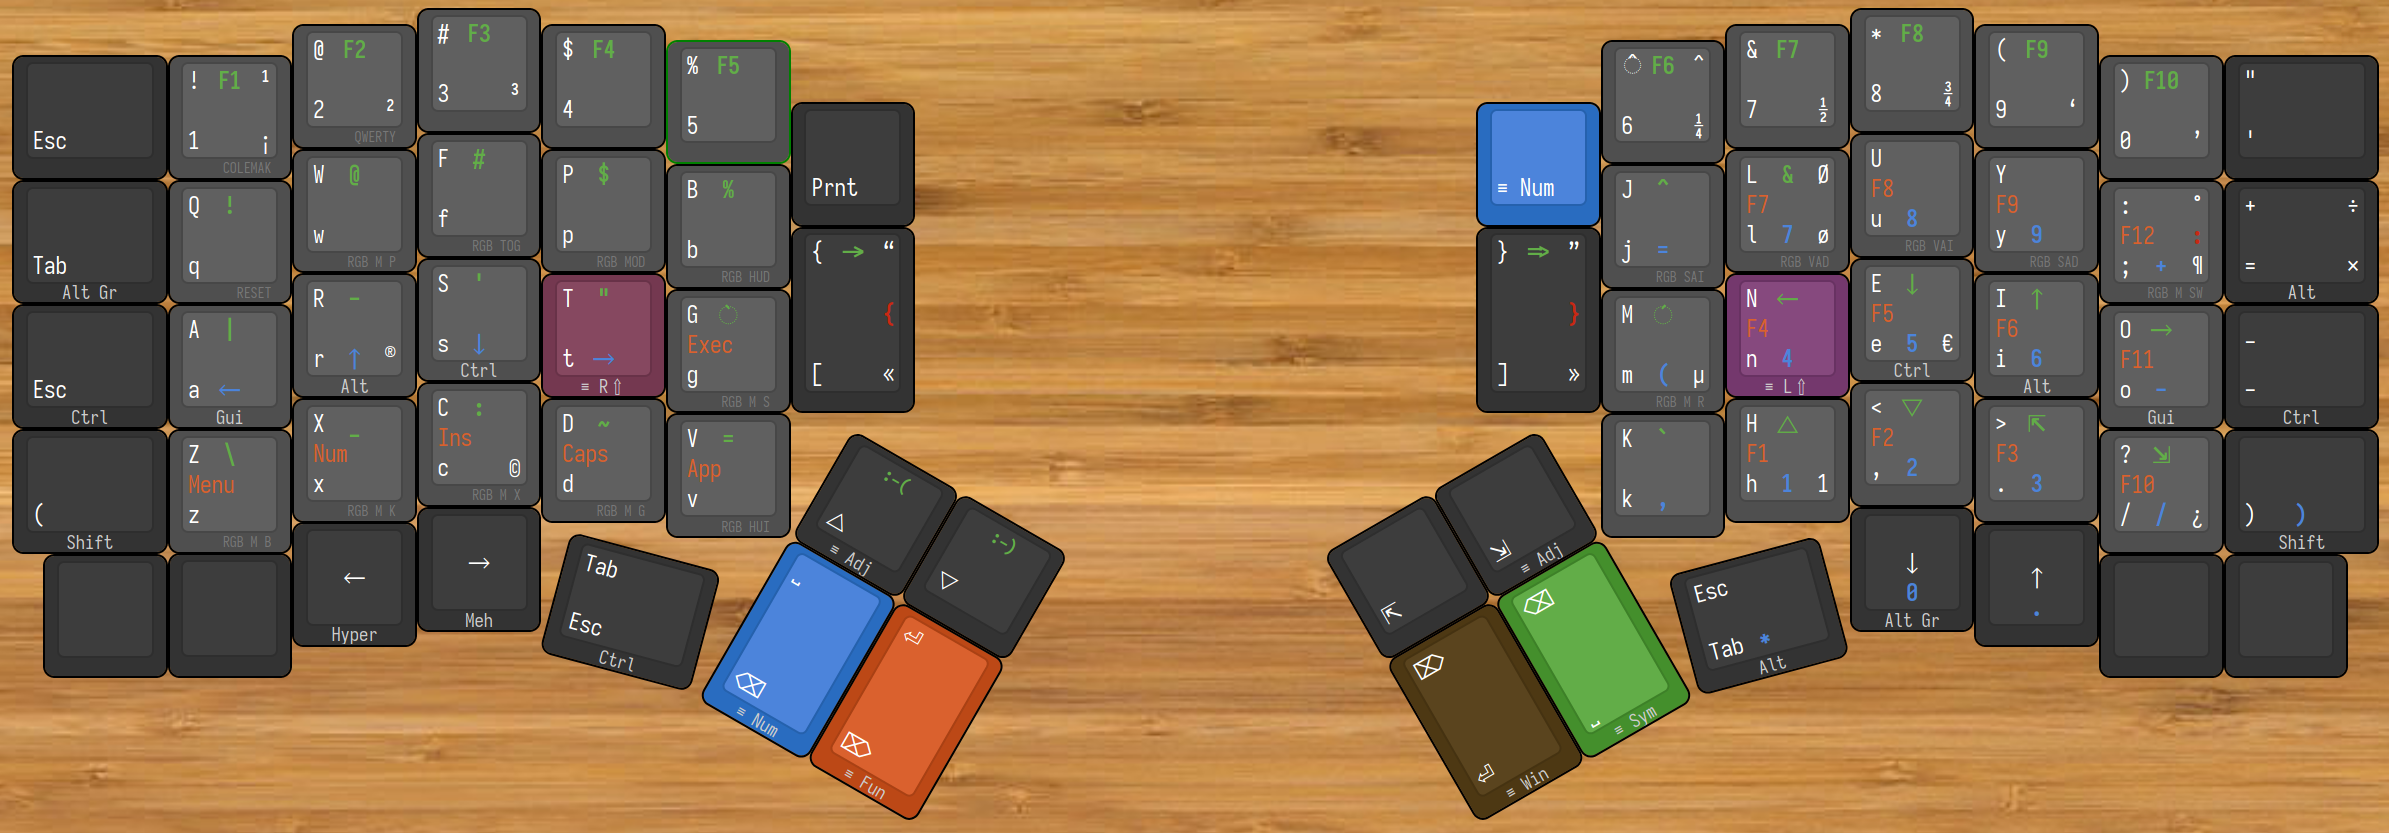 Esc
! F1 ¹
1 ¡
COLEMAK
@ F2
2 ²
QWERTY
# F3
3 ³
$ F4
4
% F5
5
Prnt
≡ Num
◌̂ F6 ^
6 ¼
& F7
7 ½
* F8
8 ¾
( F9
9 ‘
) F10
0 ’
"
'
Tab
Alt Gr
Q !
q
RESET
W @
w
RGB M P
F #
f
RGB TOG
P $
p
RGB MOD
B %
b
RGB HUD
{ → “
{
[ «
} ⇒ ”
}
] »
J ^
j =
RGB SAI
L & Ø
F7
l 7 ø
RGB VAD
U
F8
u 8
RGB VAI
Y
F9
y 9
RGB SAD
: °
F12 :
; + ¶
RGB M SW
+ ÷
= ×
Alt
Esc
Ctrl
A |
a ←
Gui
R -
r ↑ ®
Alt
S '
s ↓
Ctrl
T "
t →
≡ R⇧
G
Exec
g
RGB M S
M
m ( µ
RGB M R
N ←
F4
n 4
≡ L⇧
E ↓
F5
e 5 €
Ctrl
I ↑
F6
i 6
Alt
O →
F11
o -
Gui
_
-
Ctrl
(
Shift
Z \
Menu
z
RGB M B
X _
Num
x
RGB M K
C :
Ins
c ©
RGB M X
D ~
Caps
d
RGB M G
V =
App
v
RGB HUI
K `
k ,
H △
F1
h 1 1
< ▽
F2
, 2
> ⇱
F3
. 3
? ⇲
F10
/ / ¿
) )
Shift
←
Hyper
→
Meh
Tab
Esc
Ctrl
:-(
◁
≡ Adj
:-)
▷
␣
⌫
≡ Num
⏎
⌦
≡ Fun
⇱
⇲
≡ Adj
⌦
⏎
≡ Win
⌫
␣
≡ Sym
Esc
Tab *
Alt
↓
0
Alt Gr
↑
.